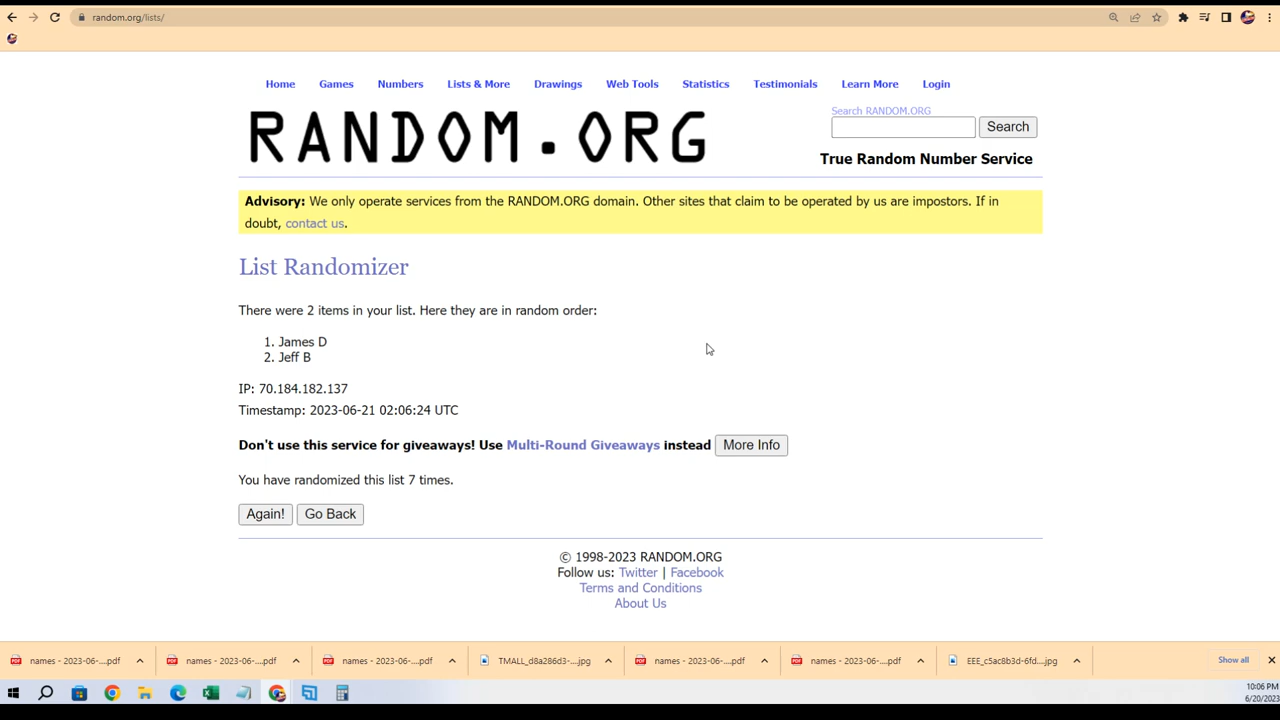 random.org/lists/
Home Games Numbers Lists & More Drawings Web Tools Statistics Testimonials Learn More Login
RANDOM.ORG
Search RANDOM.ORG
Search
True Random Number Service
Advisory: We only operate services from the RANDOM.ORG domain. Other sites that claim to be operated by us are impostors. If in
doubt, contact us.
List Randomizer
There were 2 items in your list. Here they are in random order:
1. James D
2. Jeff B
IP: 70.184.182.137
Timestamp: 2023-06-21 02:06:24 UTC
Don't use this service for giveaways! Use Multi-Round Giveaways instead More Info
You have randomized this list 7 times.
Again! Go Back
© 1998-2023 RANDOM.ORG
Follow us: Twitter | Facebook
Terms and Conditions
About Us
names - 2023-06-....pdf names - 2023-06-....pdf names - 2023-06-....pdf TMALL_d8a286d3-....jpg names - 2023-06-....pdf names - 2023-06-....pdf EEE_c5ac8b3d-6fd....jpg Show all
10:06 PM
6/20/2023